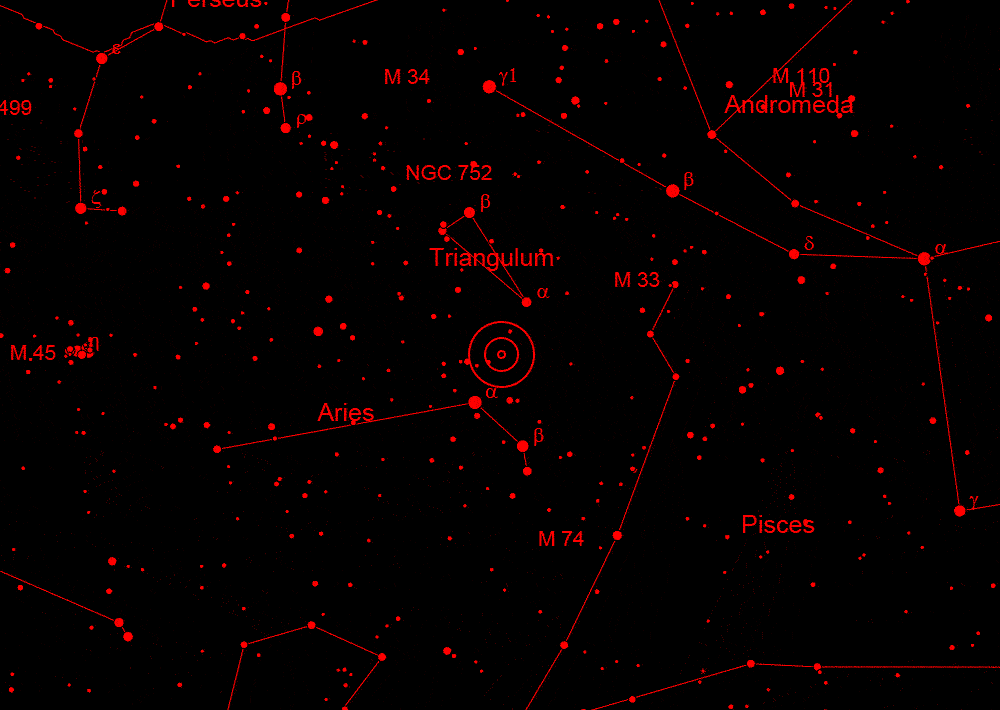 Perseus
ε
β
M 34
γ1
M 110
M 31
Andromeda
499
ρ
NGC 752
β
β
ζ
δ
α
Triangulum
M 33
α
M 45
η
α
Aries
β
γ
Pisces
M 74